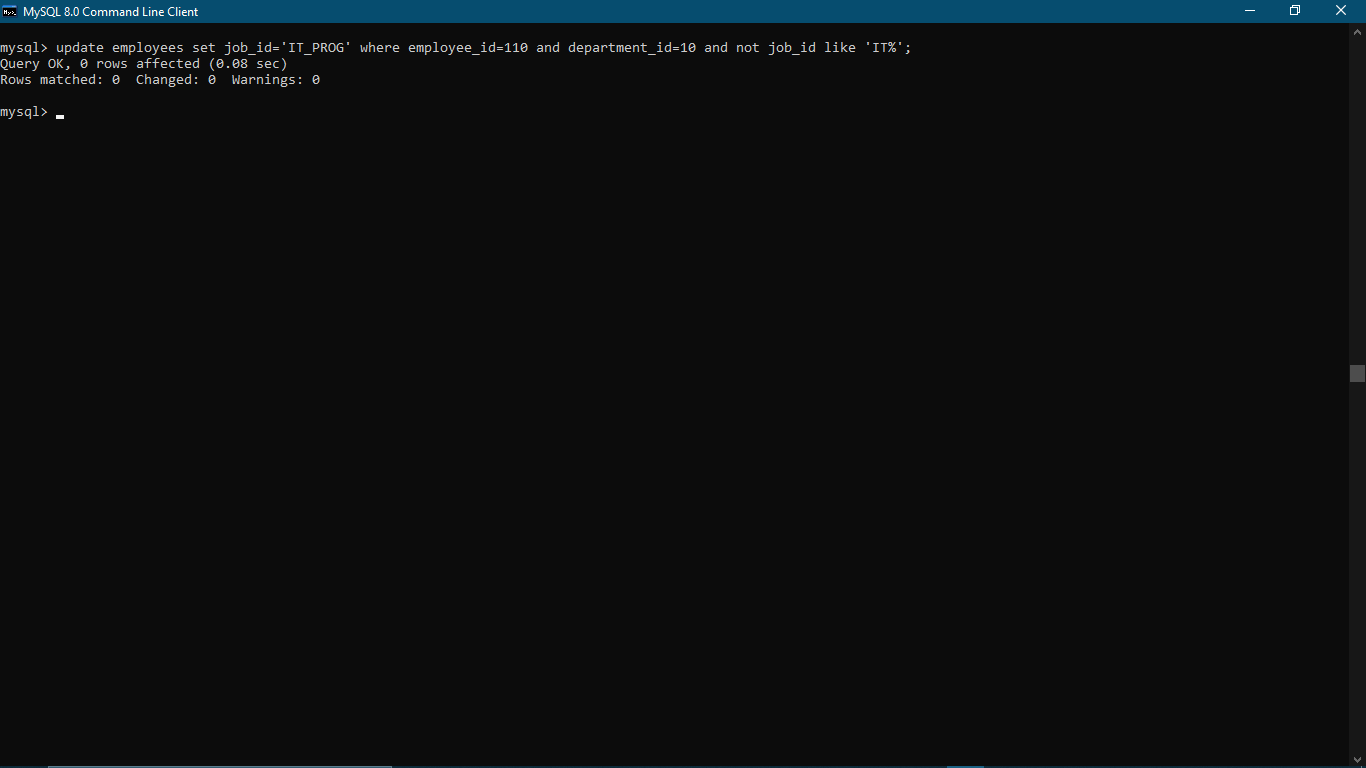 MySQL 8.0 Command Line Client
mysql> update employees set job_id='IT_PROG' where employee_id=110 and department_id=10 and not job_id like 'IT%';
Query OK, 0 rows affected (0.08 sec)
Rows matched: 0  Changed: 0  Warnings: 0
mysql>